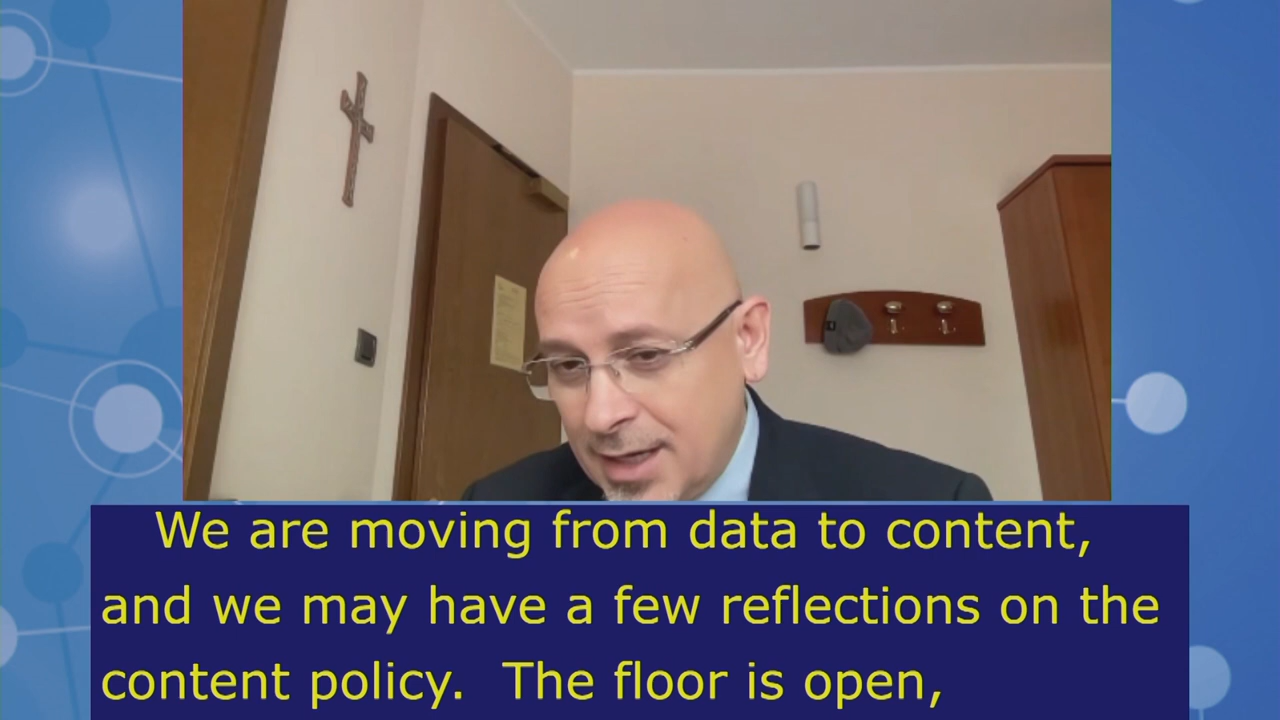 We are moving from data to content,
and we may have a few reflections on the
content policy.  The floor is open,